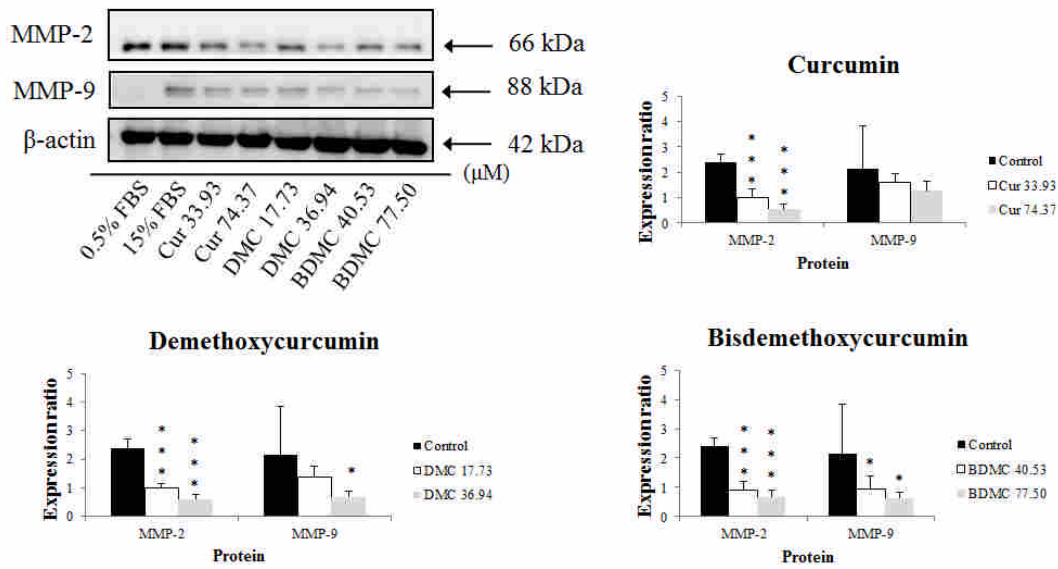 MMP-2
66 kDa
MMP-9
88 kDa
β-actin
42 kDa
(μM)
0.5% FBS
15% FBS
Cur 33.93
Cur 74.37
DMC 17.73
DMC 36.94
BDMC 40.53
BDMC 77.50
Curcumin
Expression ratio
5
4
3
2
1
0
* * *
* * *
MMP-2
MMP-9
Protein
Control
Cur 33.93
Cur 74.37
Demethoxycurcumin
Expression ratio
5
4
3
2
1
0
* * *
* * *
*
MMP-2
MMP-9
Protein
Control
DMC 17.73
DMC 36.94
Bisdemethoxycurcumin
Expression ratio
5
4
3
2
1
0
* * *
* * *
*
*
MMP-2
MMP-9
Protein
Control
BDMC 40.53
BDMC 77.50